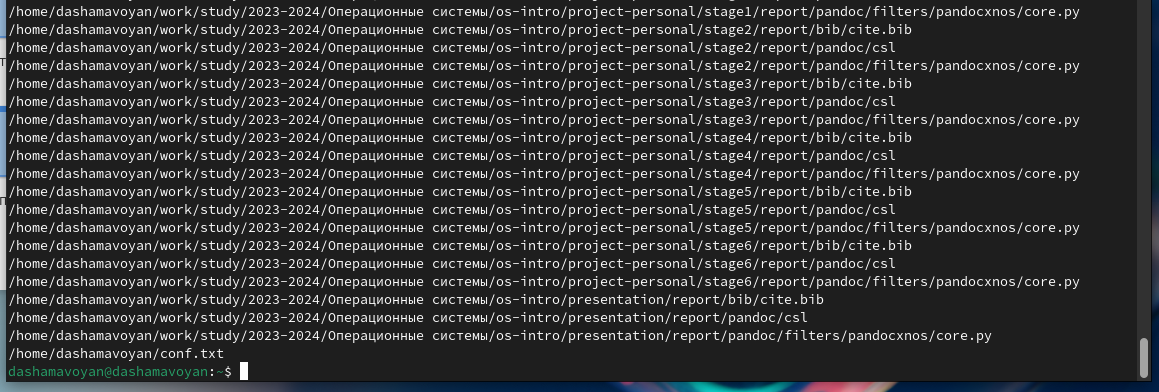 /home/dashamavoyan/work/study/2023-2024/Операционные системы/os-intro/project-personal/stage1/report/pandoc/filters/pandocxnos/core.py
/home/dashamavoyan/work/study/2023-2024/Операционные системы/os-intro/project-personal/stage2/report/bib/cite.bib
/home/dashamavoyan/work/study/2023-2024/Операционные системы/os-intro/project-personal/stage2/report/pandoc/csl
/home/dashamavoyan/work/study/2023-2024/Операционные системы/os-intro/project-personal/stage2/report/pandoc/filters/pandocxnos/core.py
/home/dashamavoyan/work/study/2023-2024/Операционные системы/os-intro/project-personal/stage3/report/bib/cite.bib
/home/dashamavoyan/work/study/2023-2024/Операционные системы/os-intro/project-personal/stage3/report/pandoc/csl
/home/dashamavoyan/work/study/2023-2024/Операционные системы/os-intro/project-personal/stage3/report/pandoc/filters/pandocxnos/core.py
/home/dashamavoyan/work/study/2023-2024/Операционные системы/os-intro/project-personal/stage4/report/bib/cite.bib
/home/dashamavoyan/work/study/2023-2024/Операционные системы/os-intro/project-personal/stage4/report/pandoc/csl
/home/dashamavoyan/work/study/2023-2024/Операционные системы/os-intro/project-personal/stage4/report/pandoc/filters/pandocxnos/core.py
/home/dashamavoyan/work/study/2023-2024/Операционные системы/os-intro/project-personal/stage5/report/bib/cite.bib
/home/dashamavoyan/work/study/2023-2024/Операционные системы/os-intro/project-personal/stage5/report/pandoc/csl
/home/dashamavoyan/work/study/2023-2024/Операционные системы/os-intro/project-personal/stage5/report/pandoc/filters/pandocxnos/core.py
/home/dashamavoyan/work/study/2023-2024/Операционные системы/os-intro/project-personal/stage6/report/bib/cite.bib
/home/dashamavoyan/work/study/2023-2024/Операционные системы/os-intro/project-personal/stage6/report/pandoc/csl
/home/dashamavoyan/work/study/2023-2024/Операционные системы/os-intro/project-personal/stage6/report/pandoc/filters/pandocxnos/core.py
/home/dashamavoyan/work/study/2023-2024/Операционные системы/os-intro/presentation/report/bib/cite.bib
/home/dashamavoyan/work/study/2023-2024/Операционные системы/os-intro/presentation/report/pandoc/csl
/home/dashamavoyan/work/study/2023-2024/Операционные системы/os-intro/presentation/report/pandoc/filters/pandocxnos/core.py
/home/dashamavoyan/conf.txt
dashamavoyan@dashamavoyan:~$